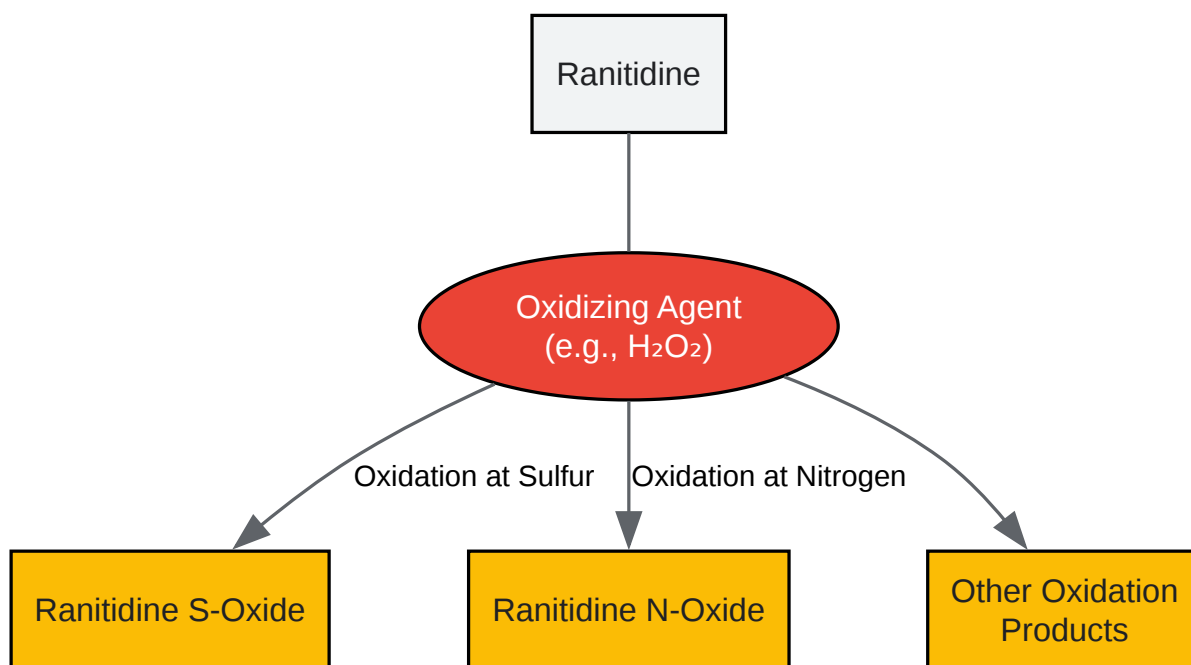 Ranitidine
Oxidizing Agent
(e.g., H₂O₂)
Oxidation at Sulfur
Oxidation at Nitrogen
Ranitidine S-Oxide
Ranitidine N-Oxide
Other Oxidation
Products